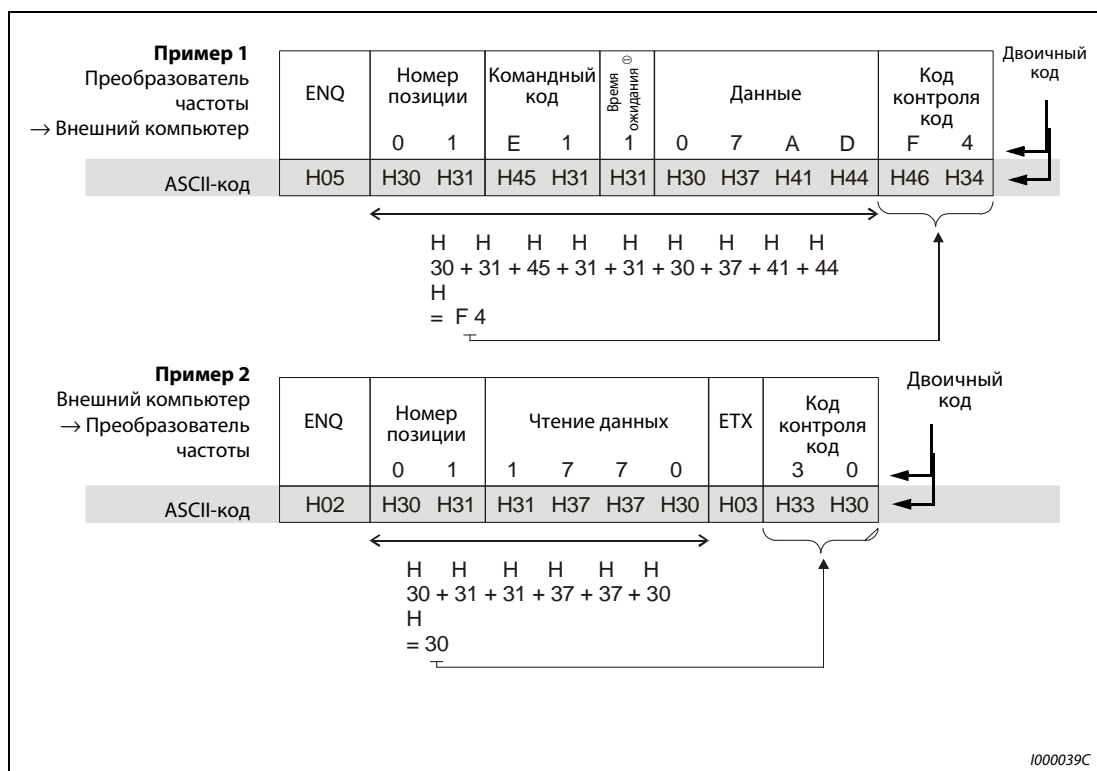 Пример 1
Преобразователь
частоты
→ Внешний компьютер
ENQ
Номер
позиции
Командный
код
Время ①
ожидания
Данные
Код
контроля
код
Двоичный
код
0 1 E 1 1 0 7 A D F 4
ASCII-код H05 H30 H31 H45 H31 H31 H30 H37 H41 H44 H46 H34
H H H H H H H H H
30 + 31 + 45 + 31 + 31 + 30 + 37 + 41 + 44
H
= F 4
Пример 2
Внешний компьютер
→ Преобразователь
частоты
ENQ
Номер
позиции
Чтение данных
ETX
Код
контроля
код
Двоичный
код
0 1 1 7 7 0 3 0
ASCII-код H02 H30 H31 H31 H37 H37 H30 H03 H33 H30
H H H H H H
30 + 31 + 31 + 37 + 37 + 30
H
= 30
I000039C